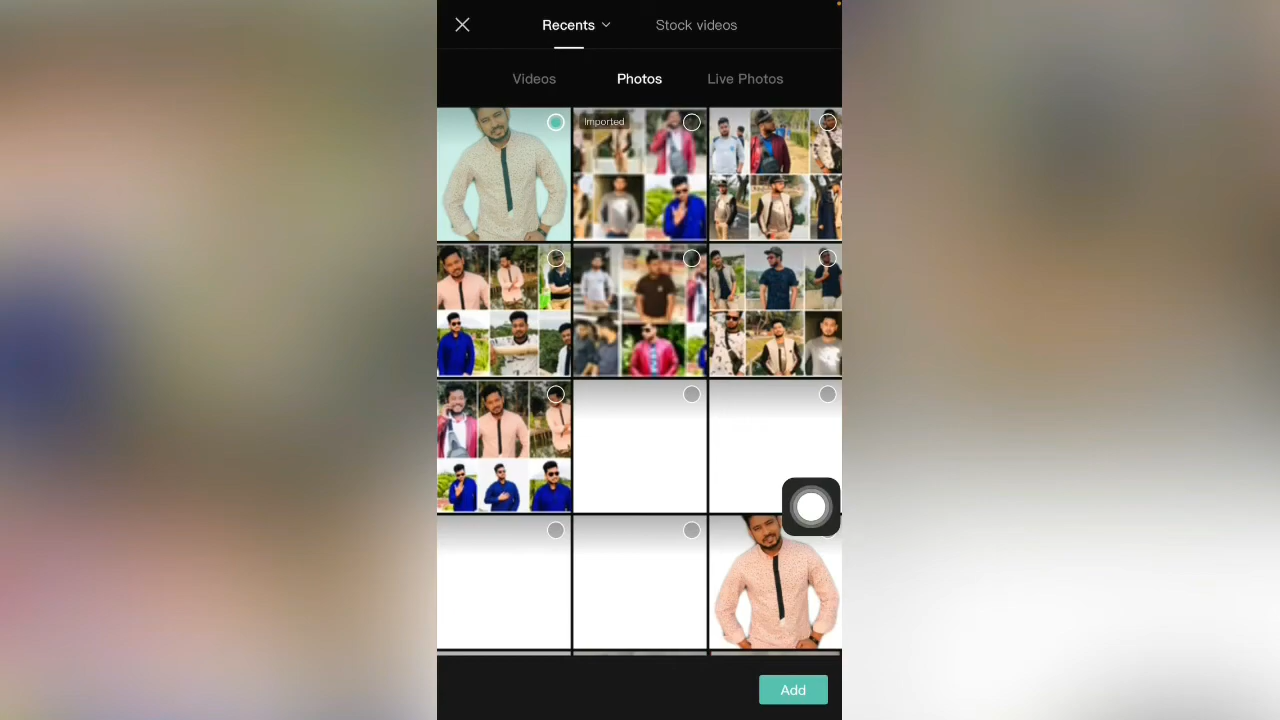 Recents
Stock videos
Videos
Photos
Live Photos
Imported
Add